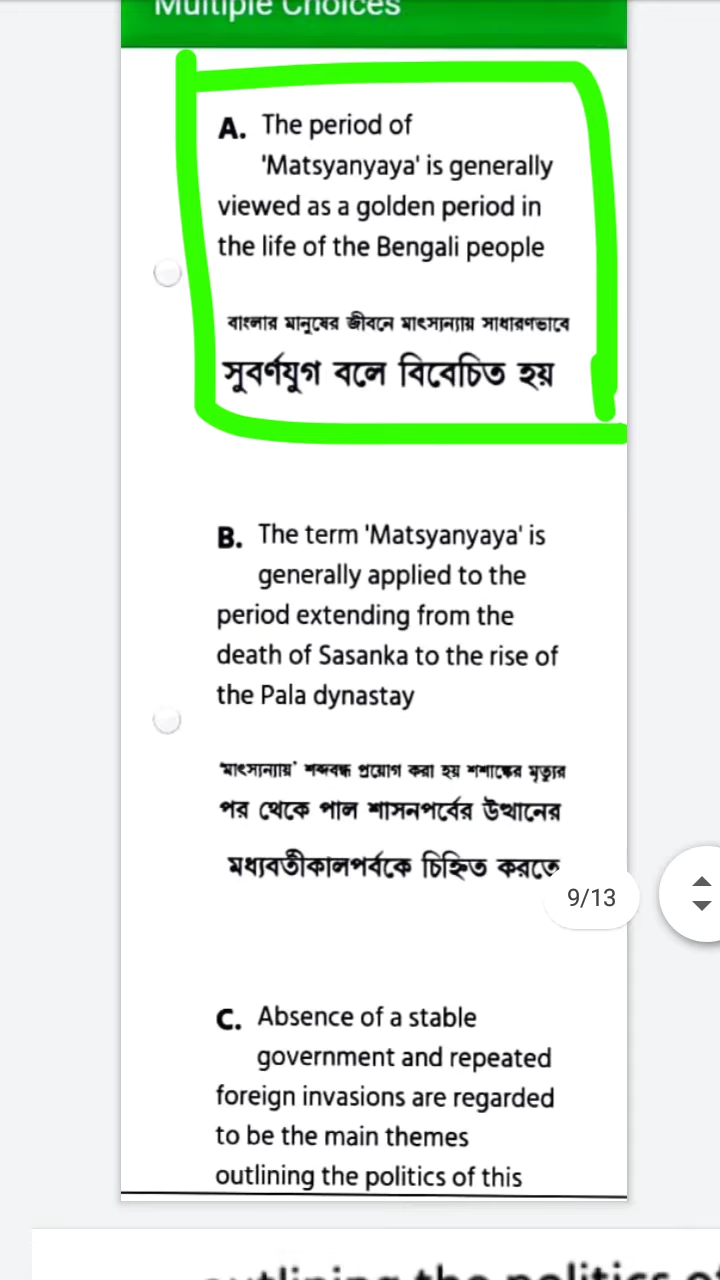 Multiple Choices
A. The period of
'Matsyanyaya' is generally
viewed as a golden period in
the life of the Bengali people
বাংলার মানুষের জীবনে মাৎস্যন্যায় সাধারণভাবে
সুবর্ণযুগ বলে বিবেচিত হয়
B. The term 'Matsyanyaya' is
generally applied to the
period extending from the
death of Sasanka to the rise of
the Pala dynastay
'মাৎস্যন্যায়' শব্দবন্ধ প্রয়োগ করা হয় শশাঙ্কের মৃত্যুর
পর থেকে পাল শাসনপর্বের উত্থানের
মধ্যবর্তীকালপর্বকে চিহ্নিত করতে
9/13
C. Absence of a stable
government and repeated
foreign invasions are regarded
to be the main themes
outlining the politics of this
outlining the politics of